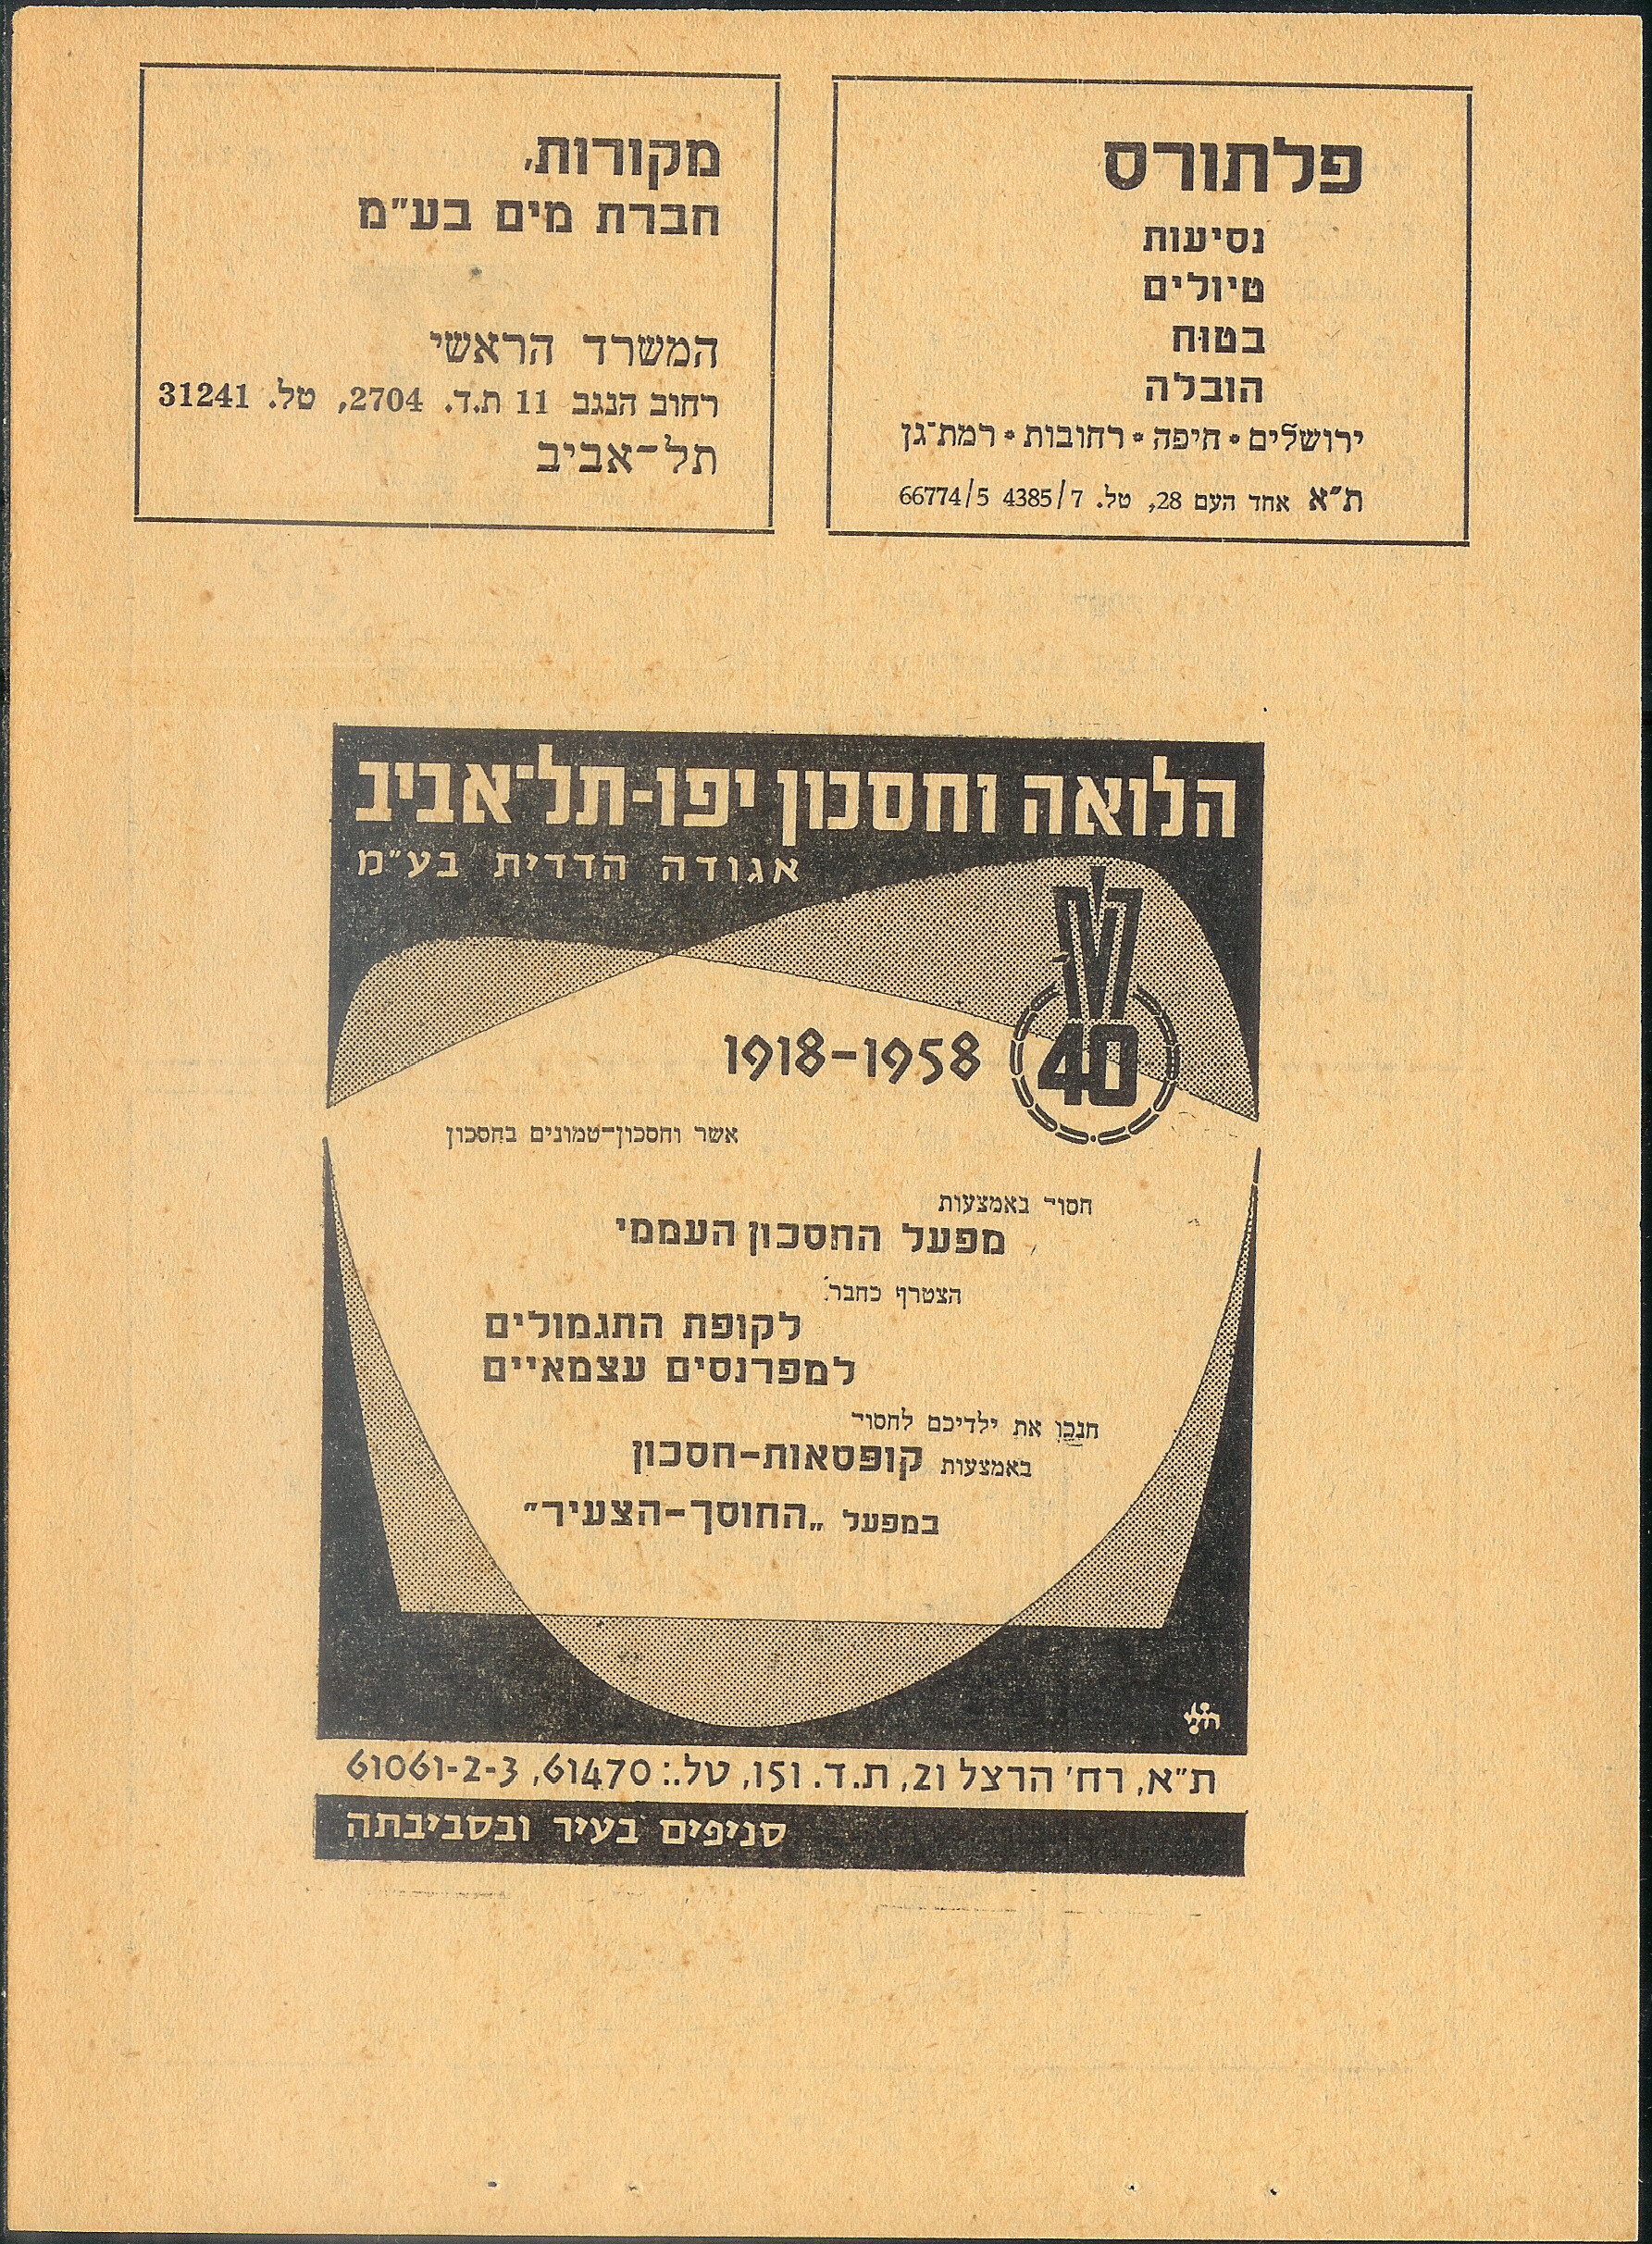 פלתורס
נסיעות
טיולים
בטוח
הובלה
ירושלים * חיפה * רחובות * רמת־גן
ת״א אחד העם 28, טל. 4385/7 66774/5
מקורות,
חברת מים בע״מ
המשרד הראשי
רחוב הנגב 11 ת.ד. 2704, טל. 31241
תל־אביב
הלואה וחסכון יפו-תל־אביב
אגודה הדדית בע״מ
40
1918-1958
אשר וחסכון־טמונים בחסכון
חסוך באמצעות
מפעל החסכון העממי
הצטרף כחבר:
לקופת התגמולים
למפרנסים עצמאיים
חנכו את ילדיכם לחסוך
באמצעות קופסאות-חסכון
במפעל „החוסך-הצעיר״
ת״א, רח׳ הרצל 21, ת.ד. 151, טל.: 61470, 61061-2-3
סניפים בעיר ובסביבתה